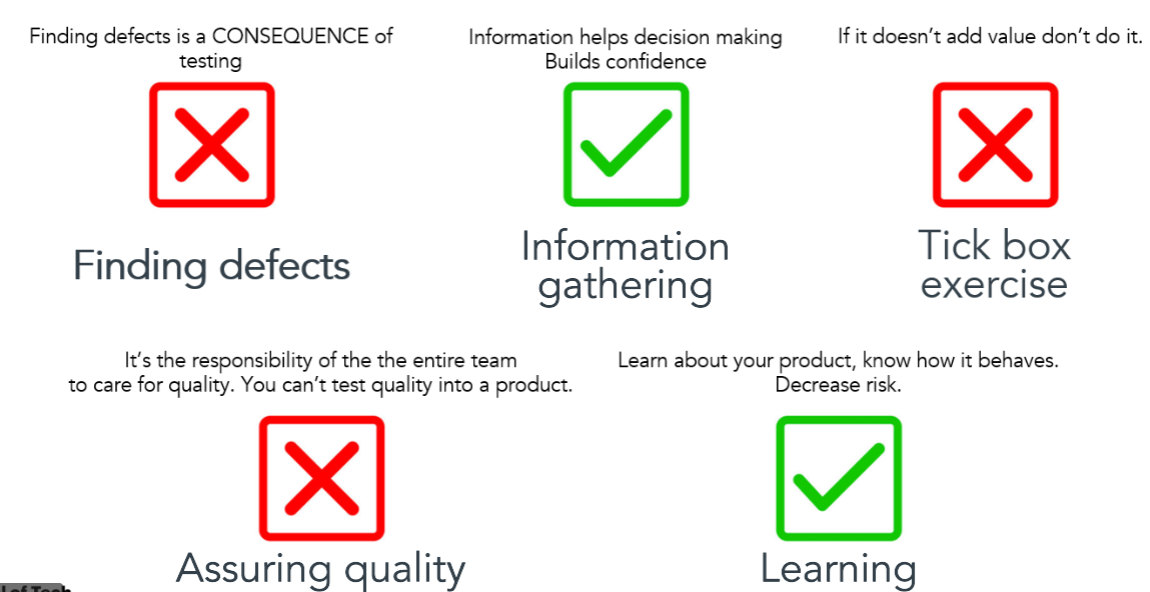 Finding defects is a CONSEQUENCE of
testing
Finding defects
Information helps decision making
Builds confidence
Information
gathering
If it doesn't add value don't do it.
Tick box
exercise
It's the responsibility of the the entire team
to care for quality. You can't test quality into a product.
Assuring quality
Learn about your product, know how it behaves.
Decrease risk.
Learning